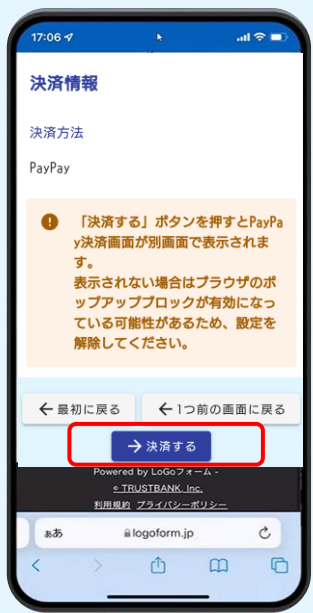 17:06
決済情報
決済方法
PayPay
「決済する」ボタンを押すとPayPa
y決済画面が別画面で表示されま
す。
表示されない場合はブラウザのポ
ップアップブロックが有効になっ
ている可能性があるため、設定を
解除してください。
←最初に戻る ←1つ前の画面に戻る
→決済する
Powered by LoGoフォーム -
© TRUSTBANK, Inc.
利用規約 プライバシーポリシー
ぁあ logoform.jp